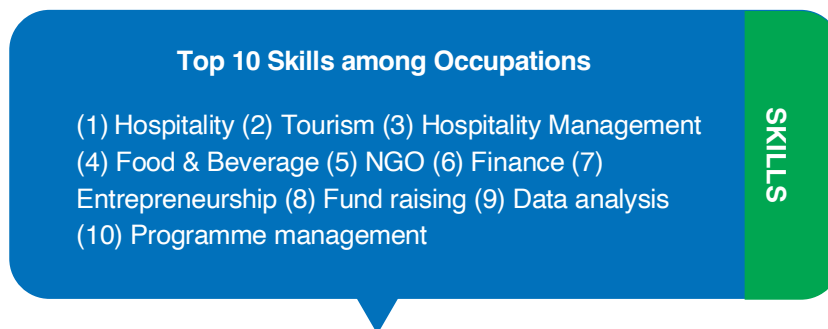 Top 10 Skills among Occupations
(1) Hospitality (2) Tourism (3) Hospitality Management
(4) Food & Beverage (5) NGO (6) Finance (7)
Entrepreneurship (8) Fund raising (9) Data analysis
(10) Programme management
SKILLS